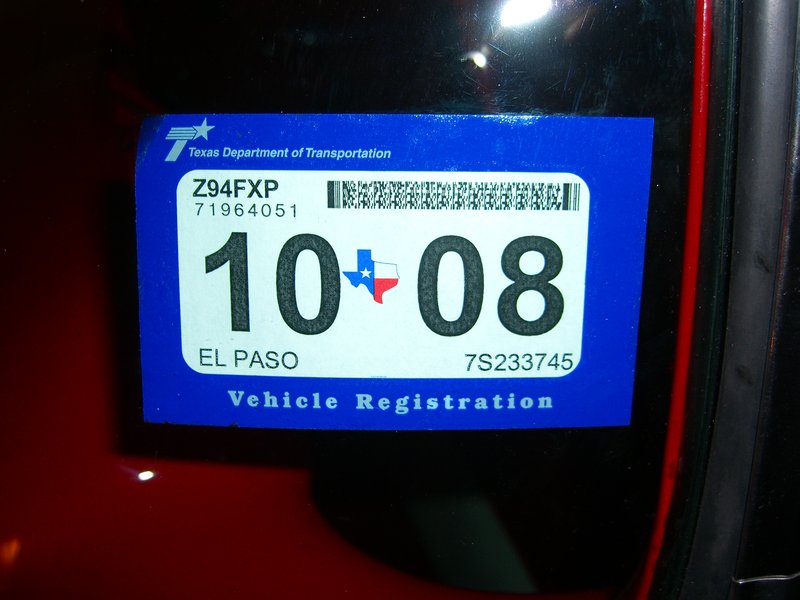 Texas Department of Transportation
Z94FXP
71964051
10 08
EL PASO 7S233745
Vehicle Registration